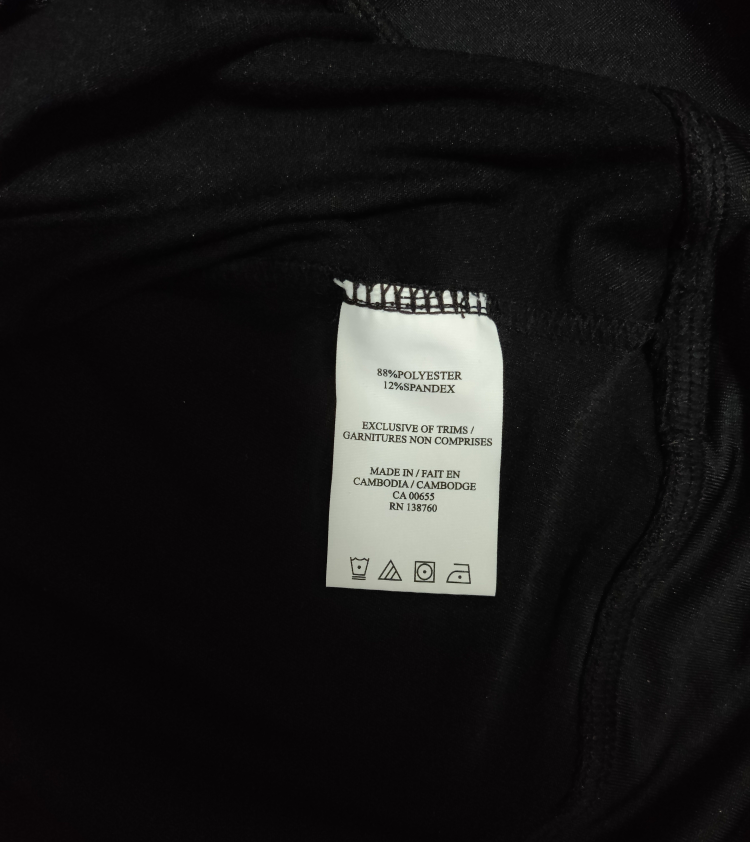 88%POLYESTER
12%SPANDEX
EXCLUSIVE OF TRIMS /
GARNITURES NON COMPRISES
MADE IN / FAIT EN
CAMBODIA / CAMBODGE
CA 00655
RN 138760